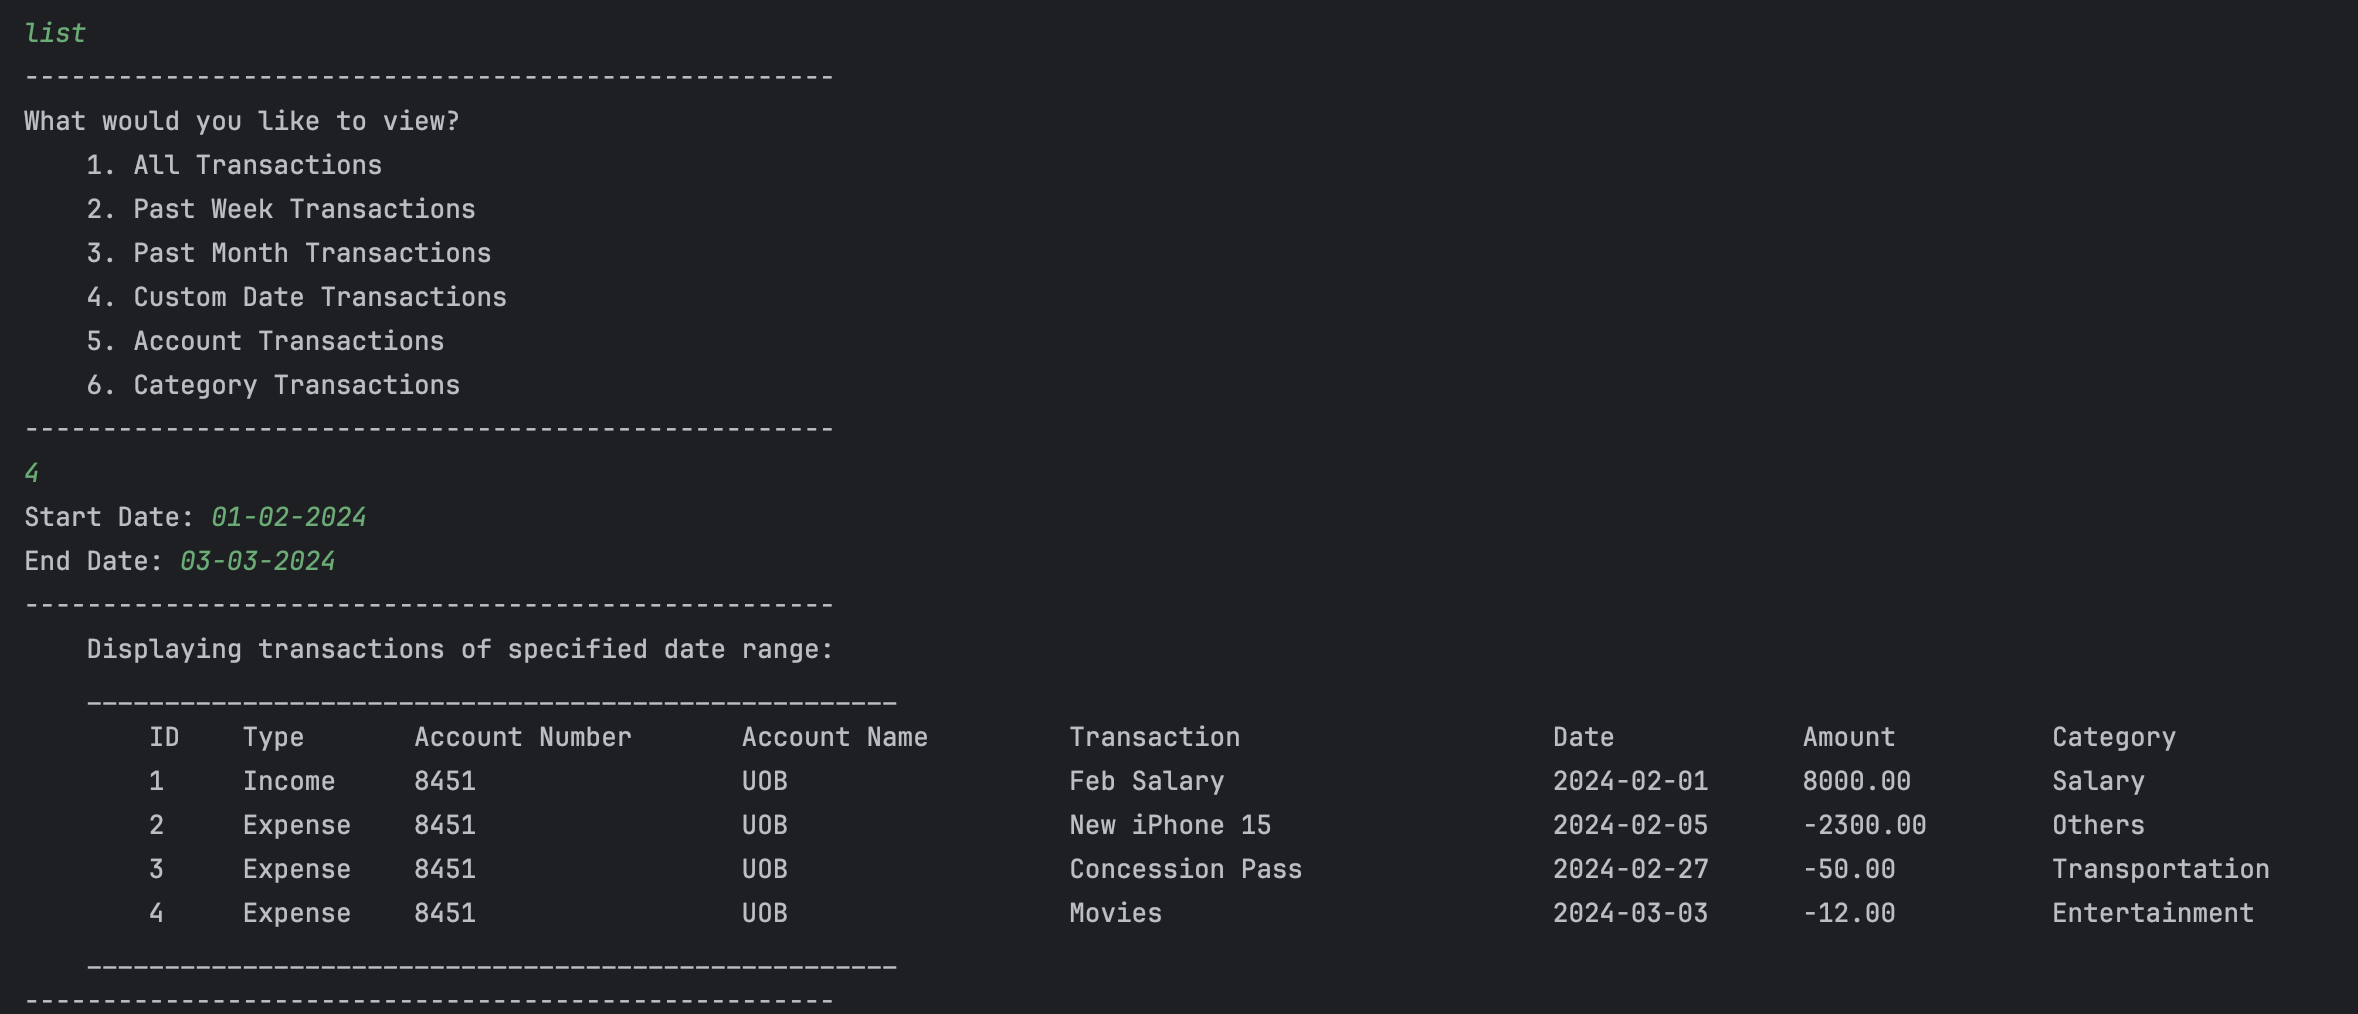 list
----------------------------------------------------
What would you like to view?
    1. All Transactions
    2. Past Week Transactions
    3. Past Month Transactions
    4. Custom Date Transactions
    5. Account Transactions
    6. Category Transactions
----------------------------------------------------
4
Start Date: 01-02-2024
End Date: 03-03-2024
----------------------------------------------------
    Displaying transactions of specified date range:
    ____________________________________________________
        ID    Type       Account Number       Account Name         Transaction                    Date        Amount          Category
        1     Income     8451                 UOB                  Feb Salary                     2024-02-01      8000.00         Salary
        2     Expense    8451                 UOB                  New iPhone 15                  2024-02-05      -2300.00        Others
        3     Expense    8451                 UOB                  Concession Pass                2024-02-27      -50.00          Transportation
        4     Expense    8451                 UOB                  Movies                         2024-03-03      -12.00          Entertainment
    ____________________________________________________
----------------------------------------------------